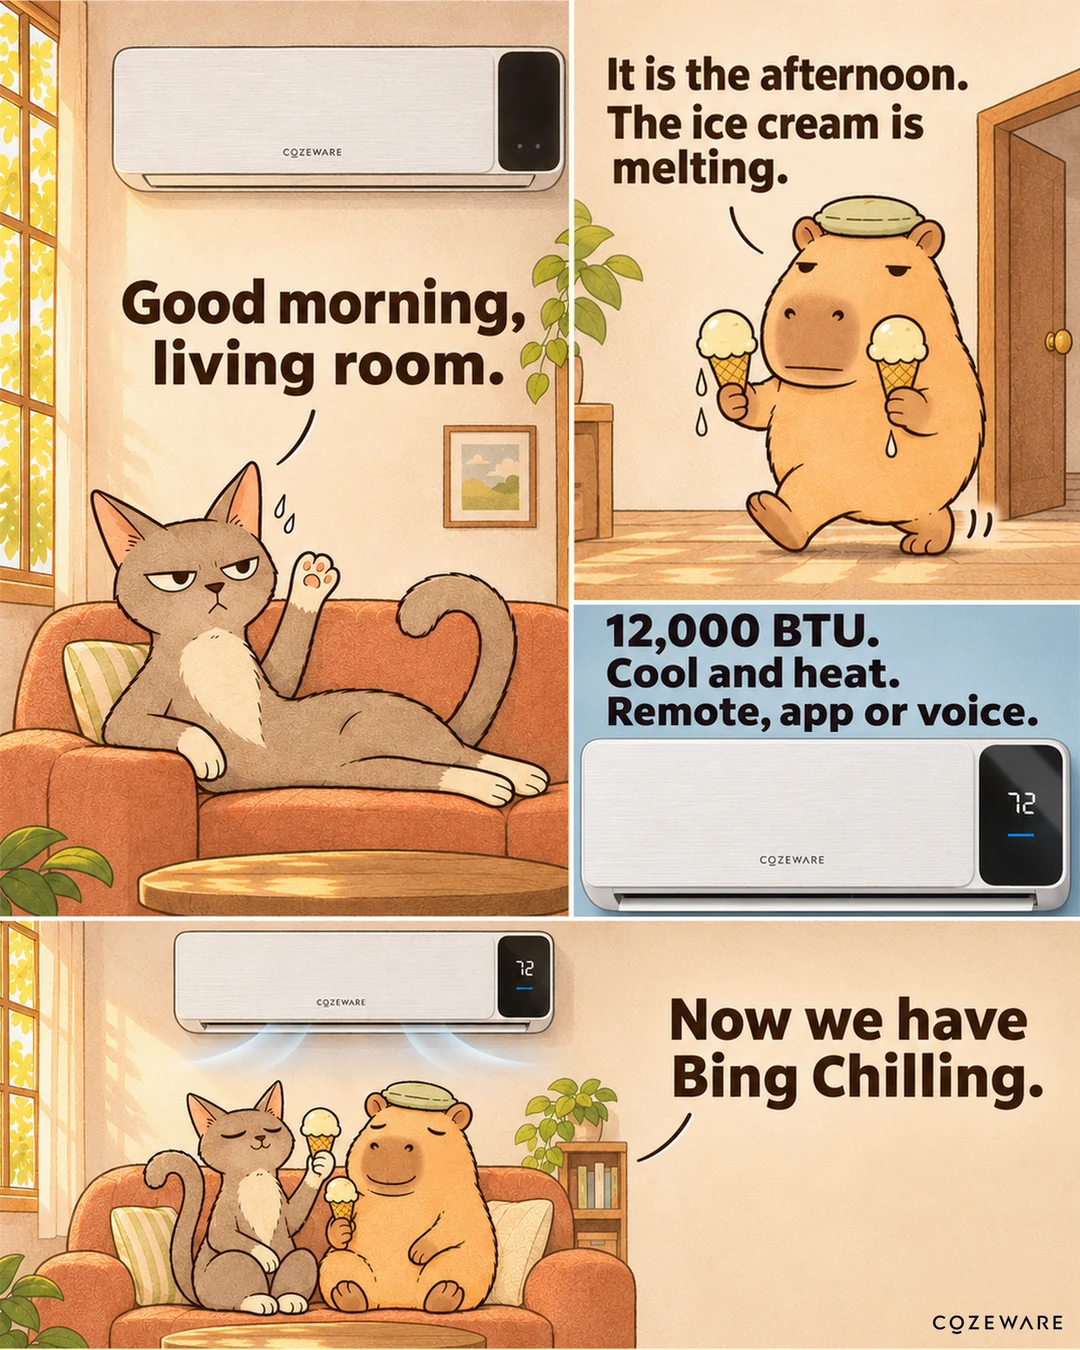 COZEWARE
Good morning,
living room.
It is the afternoon.
The ice cream is
melting.
12,000 BTU.
Cool and heat.
Remote, app or voice.
72
COZEWARE
72
COZEWARE
Now we have
Bing Chilling.
COZEWARE